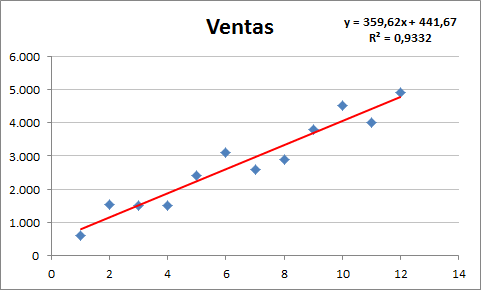 Ventas
y = 359,62x + 441,67
R² = 0,9332
6.000
5.000
4.000
3.000
2.000
1.000
0
0 2 4 6 8 10 12 14